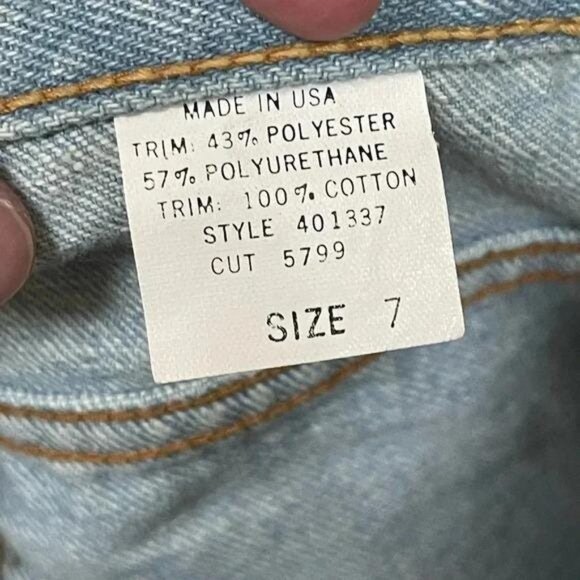 MADE IN USA
TRIM: 43% POLYESTER
57% POLYURETHANE
TRIM: 100% COTTON
STYLE 401337
CUT 5799
SIZE 7